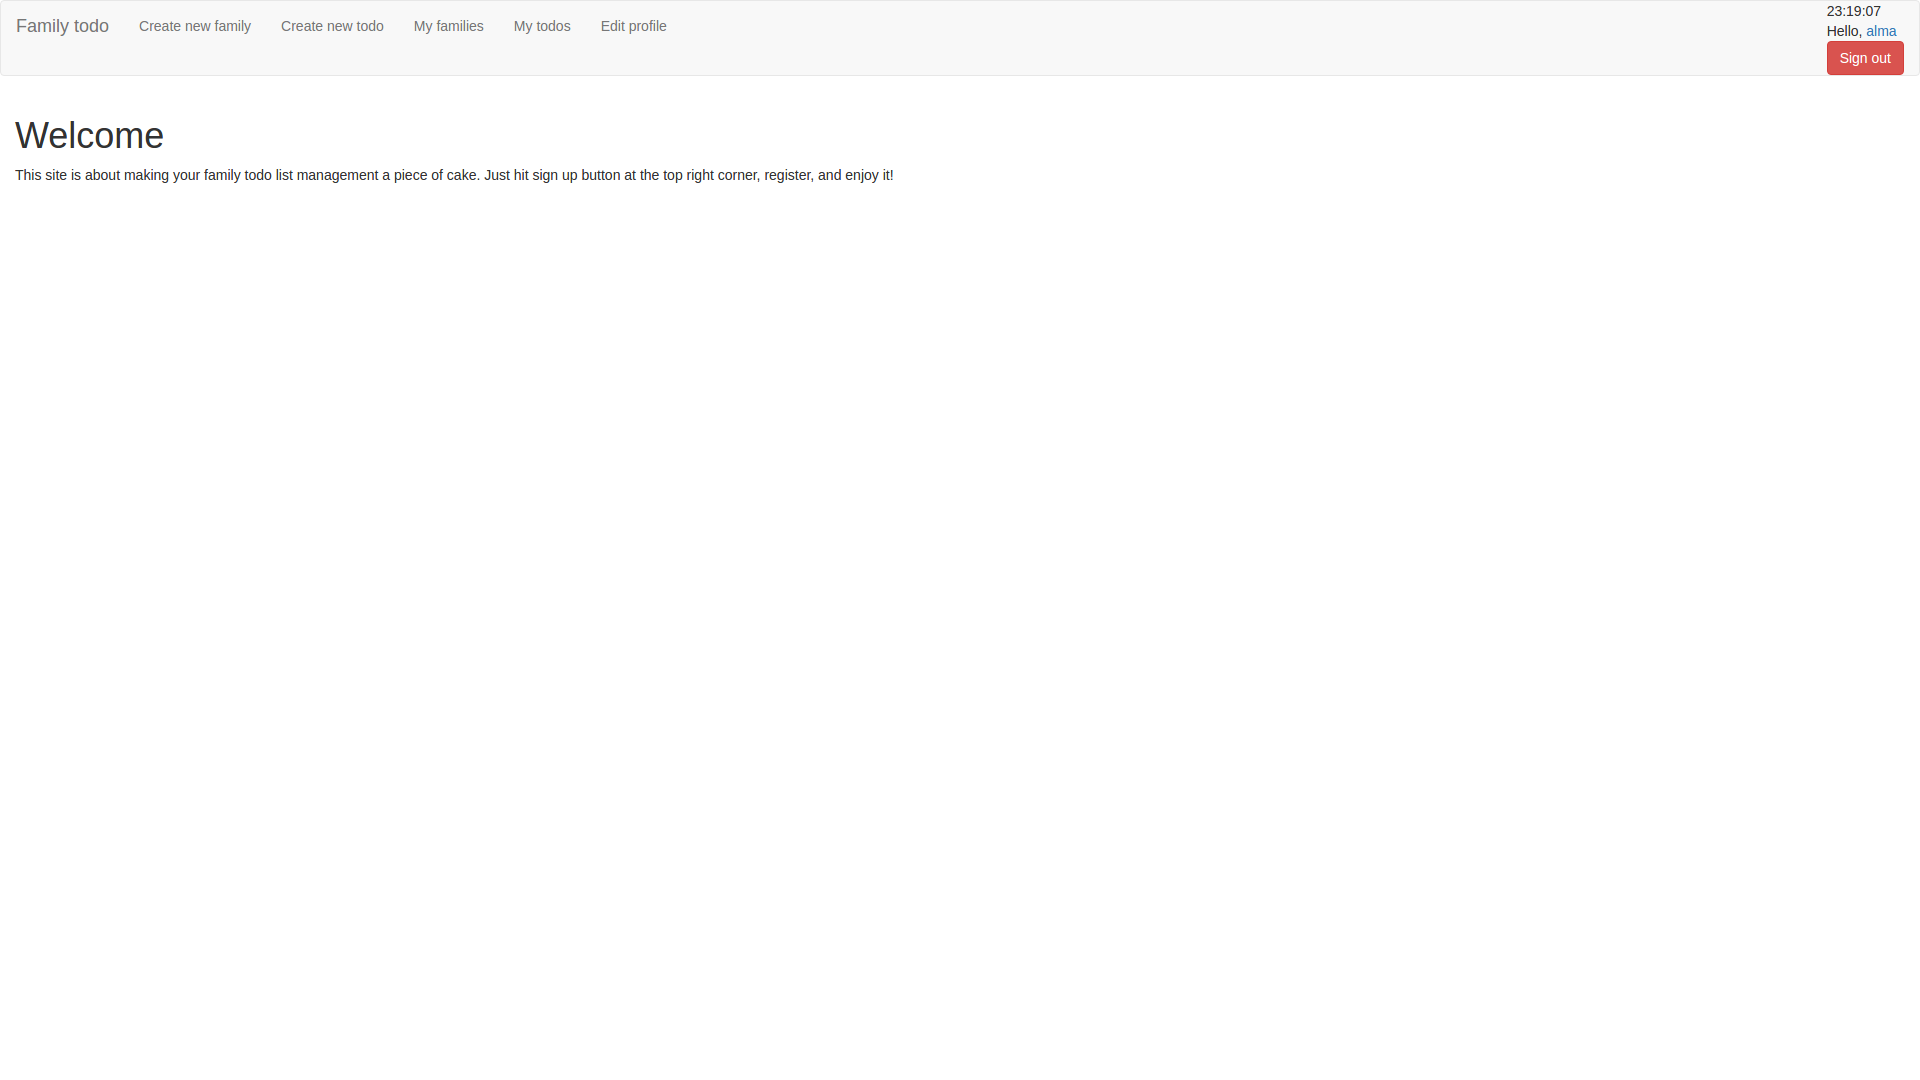 Family todo
Create new family
Create new todo
My families
My todos
Edit profile
23:19:07
Hello, alma
Sign out
Welcome
This site is about making your family todo list management a piece of cake. Just hit sign up button at the top right corner, register, and enjoy it!